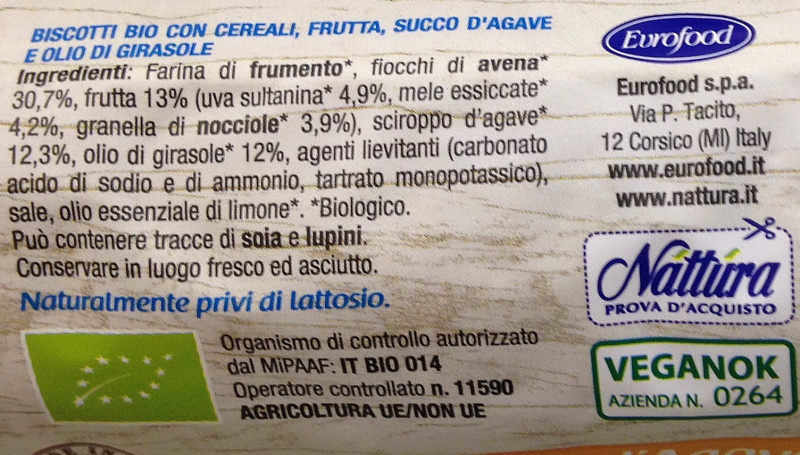 BISCOTTI BIO CON CEREALI, FRUTTA, SUCCO D'AGAVE
E OLIO DI GIRASOLE
Ingredienti: Farina di frumento*, fiocchi di avena*
30,7%, frutta 13% (uva sultanina* 4,9%, mele essiccate*
4,2%, granella di nocciole* 3,9%), sciroppo d'agave*
12,3%, olio di girasole* 12%, agenti lievitanti (carbonato
acido di sodio e di ammonio, tartrato monopotassico),
sale, olio essenziale di limone*. *Biologico.
Può contenere tracce di soia e lupini.
Conservare in luogo fresco ed asciutto.
Naturalmente privi di lattosio.
Organismo di controllo autorizzato
dal MiPAAF: IT BIO 014
Operatore controllato n. 11590
AGRICOLTURA UE/NON UE
Eurofood
Eurofood s.p.a.
Via P. Tacito,
12 Corsico (MI) Italy
www.eurofood.it
www.nattura.it
Náttúra
PROVA D'ACQUISTO
VEGANOK
AZIENDA N. 0264